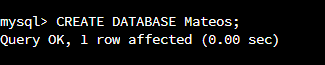 mysql> CREATE DATABASE Mateos;
Query OK, 1 row affected (0.00 sec)